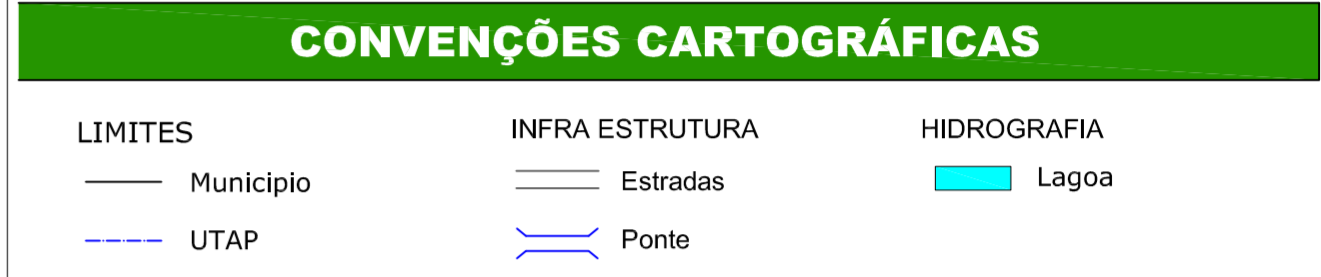 CONVENÇÕES CARTOGRÁFICAS
LIMITES
Municipio
UTAP
INFRA ESTRUTURA
Estradas
Ponte
HIDROGRAFIA
Lagoa